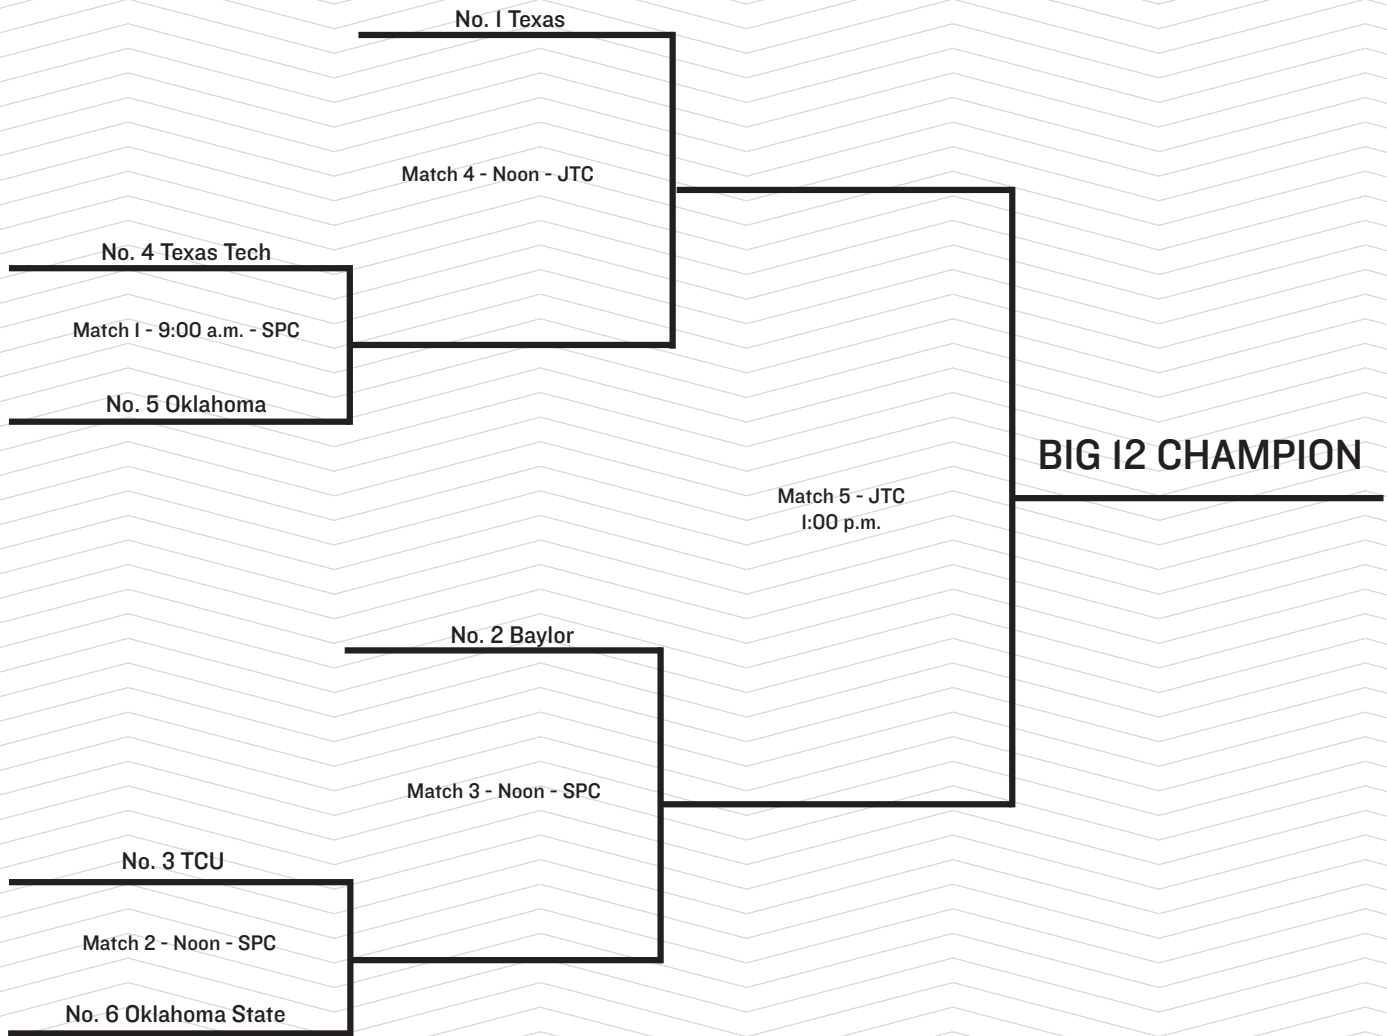 No. 1 Texas
Match 4 - Noon - JTC
No. 4 Texas Tech
Match 1 - 9:00 a.m. - SPC
No. 5 Oklahoma
BIG 12 CHAMPION
Match 5 - JTC
1:00 p.m.
No. 2 Baylor
Match 3 - Noon - SPC
No. 3 TCU
Match 2 - Noon - SPC
No. 6 Oklahoma State